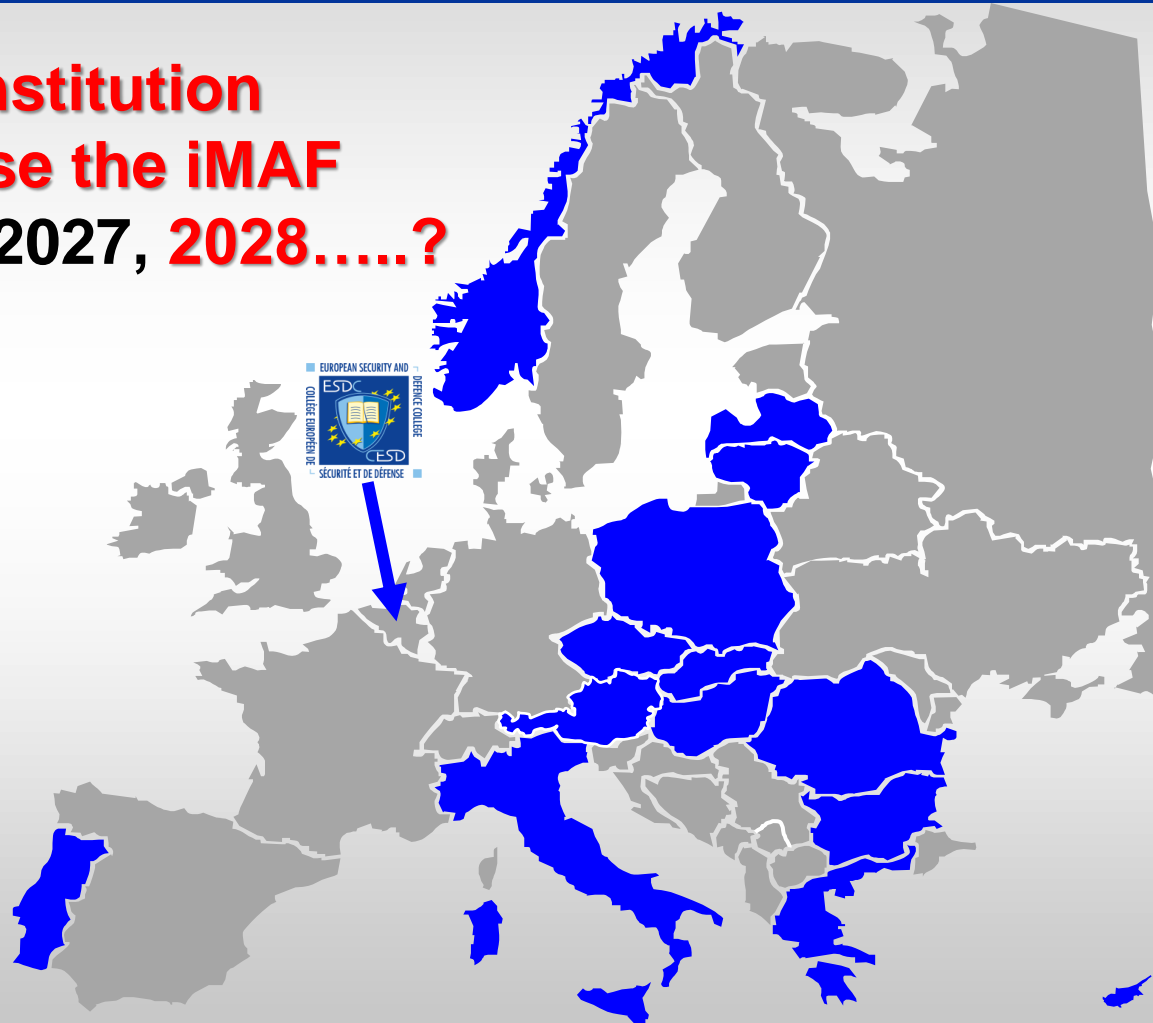 nstitution
se the iMAF
2027, 2028…..?
EUROPEAN SECURITY AND
DEFENCE COLLEGE
ESDC
CESD
COLLÈGE EUROPÉEN DE
SÉCURITÉ ET DE DÉFENSE